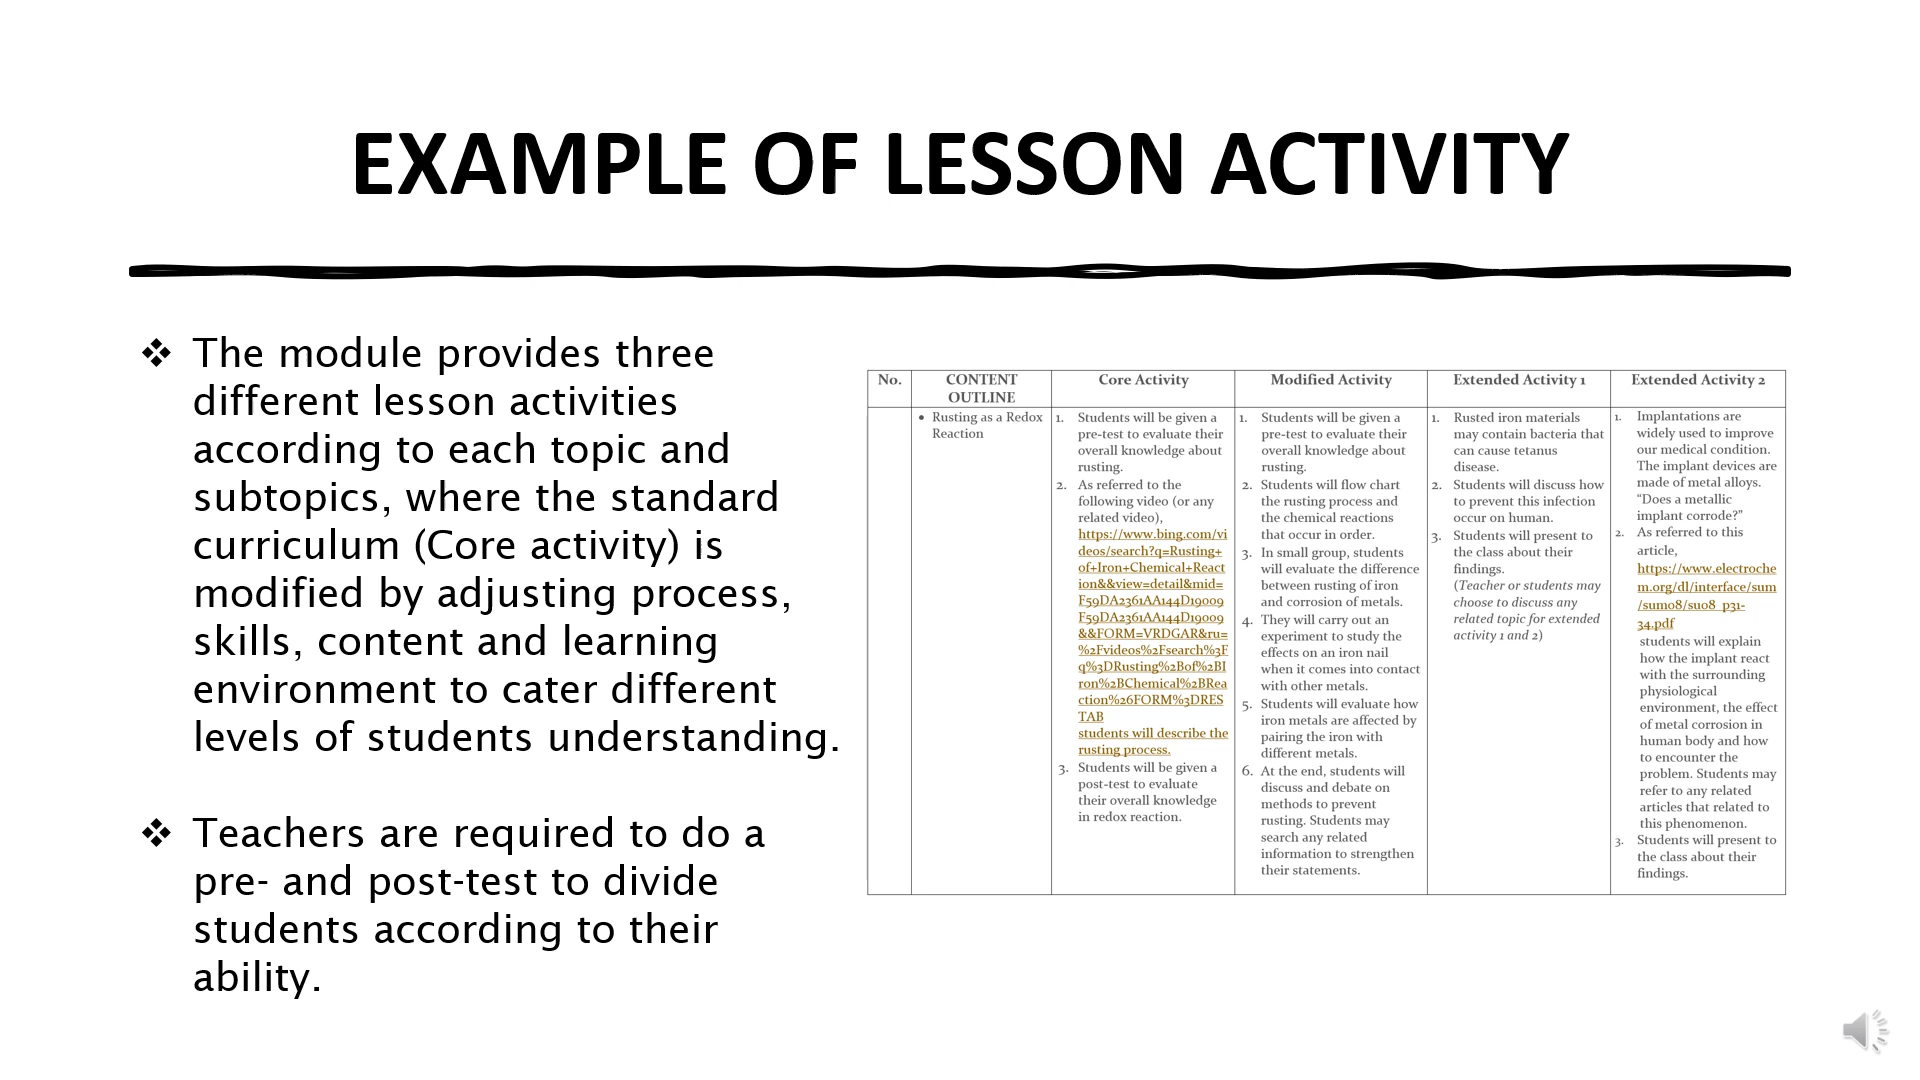 EXAMPLE OF LESSON ACTIVITY
❖ The module provides three
different lesson activities
according to each topic and
subtopics, where the standard
curriculum (Core activity) is
modified by adjusting process,
skills, content and learning
environment to cater different
levels of students understanding.
❖ Teachers are required to do a
pre- and post-test to divide
students according to their
ability.
No.
CONTENT
OUTLINE
Core Activity
Modified Activity
Extended Activity 1
Extended Activity 2
• Rusting as a Redox
Reaction
1. Students will be given a
pre-test to evaluate their
overall knowledge about
rusting.
2. As referred to the
following video (or any
related video),
https://www.bing.com/vi
deos/search?q=Rusting+
of+Iron+Chemical+React
ion&&view=detail&mid=
F59DA2361AA144D19009
F59DA2361AA144D19009
&&FORM=VRDGAR&ru=
%2Fvideos%2Fsearch%3F
q%3DRusting%2Bof%2BI
ron%2BChemical%2BRea
ction%26FORM%3DRES
TAB
students will describe the
rusting process.
3. Students will be given a
post-test to evaluate
their overall knowledge
in redox reaction.
1. Students will be given a
pre-test to evaluate their
overall knowledge about
rusting.
2. Students will flow chart
the rusting process and
the chemical reactions
that occur in order.
3. In small group, students
will evaluate the difference
between rusting of iron
and corrosion of metals.
4. They will carry out an
experiment to study the
effects on an iron nail
when it comes into contact
with other metals.
5. Students will evaluate how
iron metals are affected by
pairing the iron with
different metals.
6. At the end, students will
discuss and debate on
methods to prevent
rusting. Students may
search any related
information to strengthen
their statements.
1. Rusted iron materials
may contain bacteria that
can cause tetanus
disease.
2. Students will discuss how
to prevent this infection
occur on human.
3. Students will present to
the class about their
findings.
(Teacher or students may
choose to discuss any
related topic for extended
activity 1 and 2)
1. Implantations are
widely used to improve
our medical condition.
The implant devices are
made of metal alloys.
“Does a metallic
implant corrode?”
2. As referred to this
article,
https://www.electroche
m.org/dl/interface/sum
/sum08/su08_p31-
34.pdf
students will explain
how the implant react
with the surrounding
physiological
environment, the effect
of metal corrosion in
human body and how
to encounter the
problem. Students may
refer to any related
articles that related to
this phenomenon.
3. Students will present to
the class about their
findings.